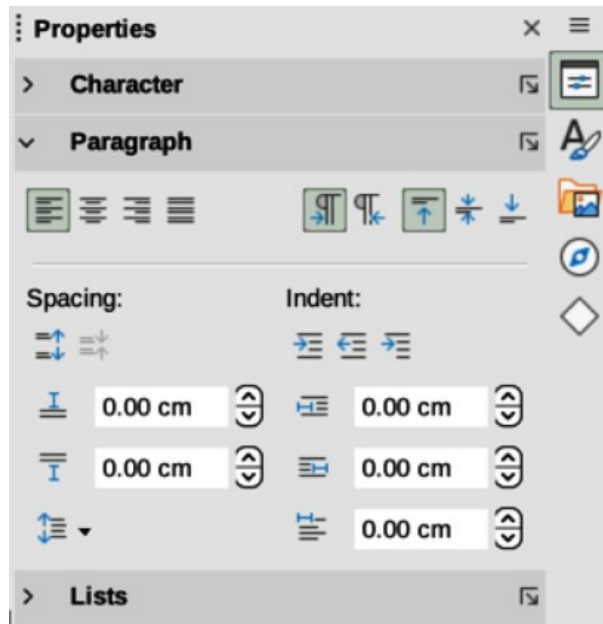 Properties
Character
Paragraph
Spacing: Indent:
0.00 cm 0.00 cm
0.00 cm 0.00 cm
0.00 cm
Lists